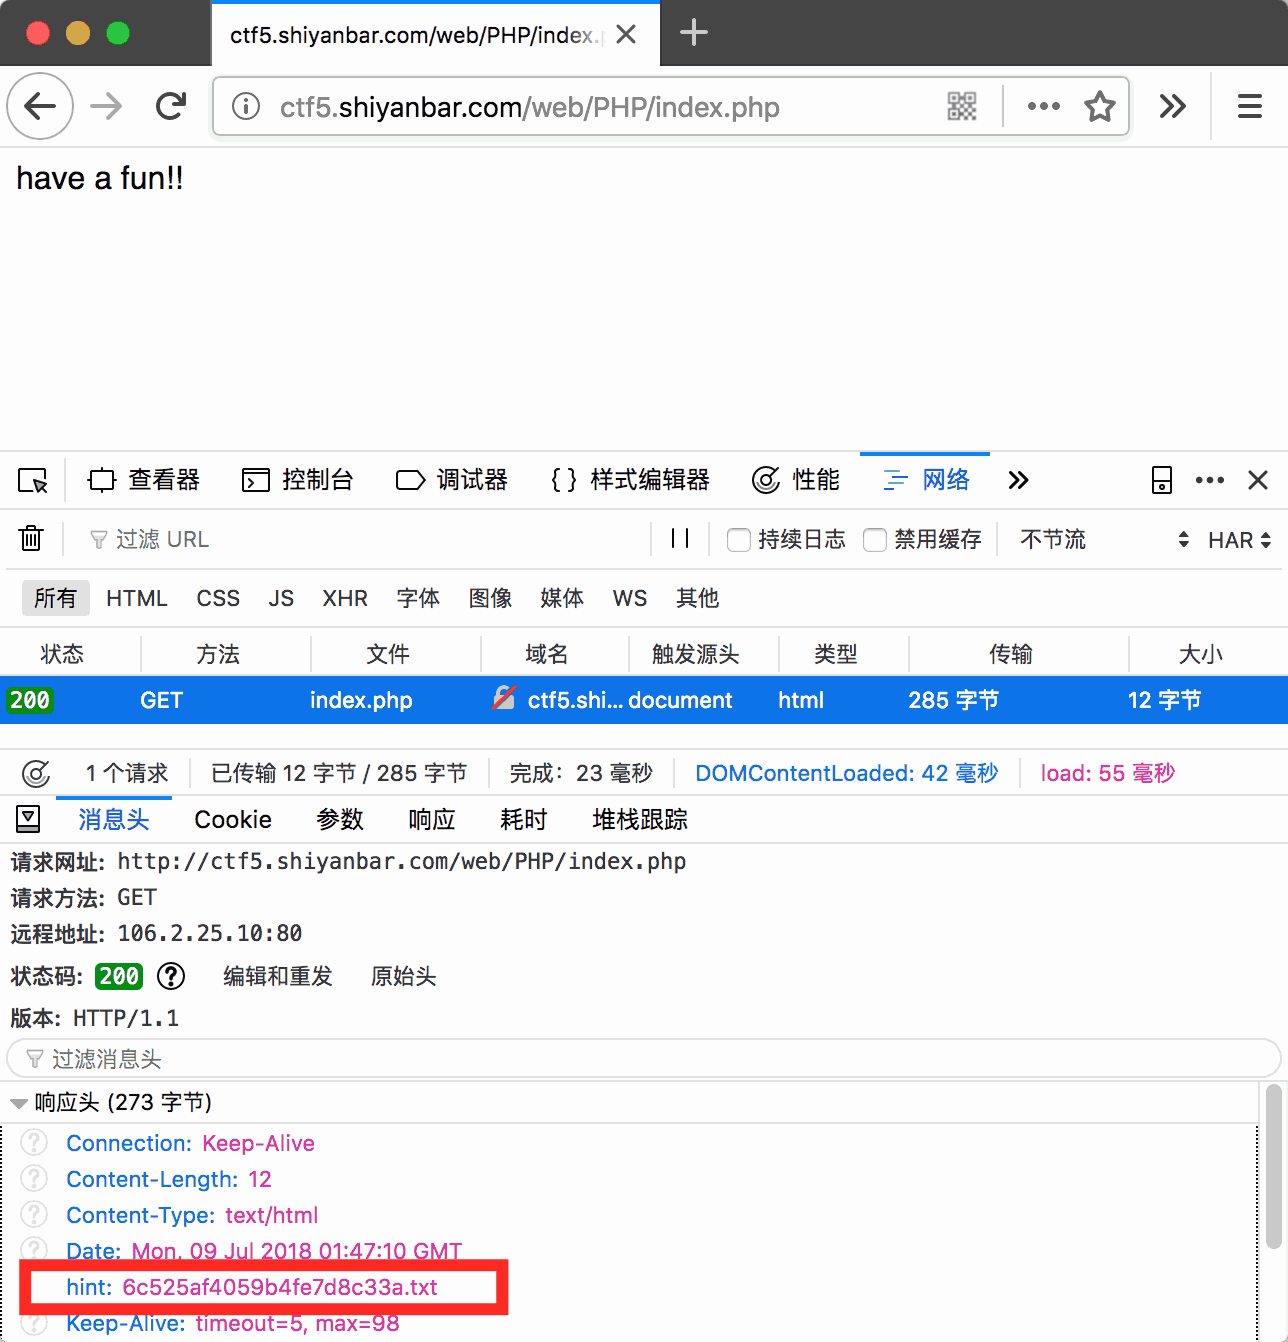 ctf5.shiyanbar.com/web/PHP/index.p
ctf5.shiyanbar.com/web/PHP/index.php
have a fun!!
查看器 控制台 调试器 样式编辑器 性能 网络
过滤 URL 持续日志 禁用缓存 不节流 HAR
所有 HTML CSS JS XHR 字体 图像 媒体 WS 其他
状态 方法 文件 域名 触发源头 类型 传输 大小
200 GET index.php ctf5.shi... document html 285 字节 12 字节
1 个请求 已传输 12 字节 / 285 字节 完成：23 毫秒 DOMContentLoaded: 42 毫秒 load: 55 毫秒
消息头 Cookie 参数 响应 耗时 堆栈跟踪
请求网址: http://ctf5.shiyanbar.com/web/PHP/index.php
请求方法: GET
远程地址: 106.2.25.10:80
状态码: 200 ? 编辑和重发 原始头
版本: HTTP/1.1
过滤消息头
响应头 (273 字节)
? Connection: Keep-Alive
? Content-Length: 12
? Content-Type: text/html
? Date: Mon, 09 Jul 2018 01:47:10 GMT
hint: 6c525af4059b4fe7d8c33a.txt
? Keep-Alive: timeout=5, max=98